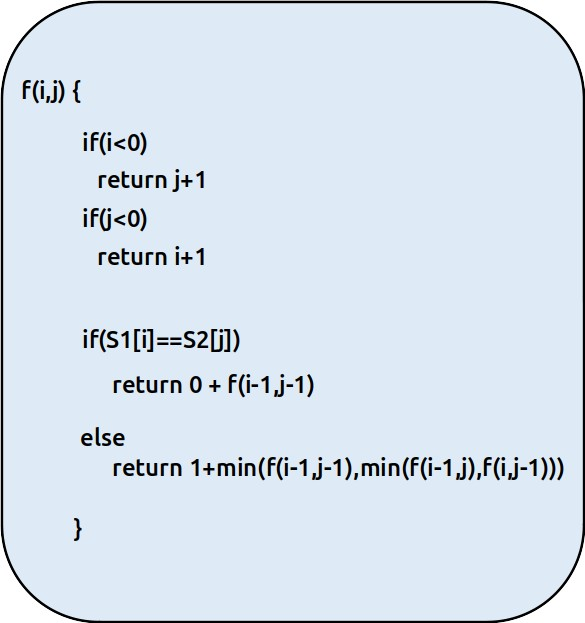 f(i,j) {
if(i<0)
return j+1
if(j<0)
return i+1
if(S1[i]==S2[j])
return 0 + f(i-1,j-1)
else
return 1+min(f(i-1,j-1),min(f(i-1,j),f(i,j-1)))
}